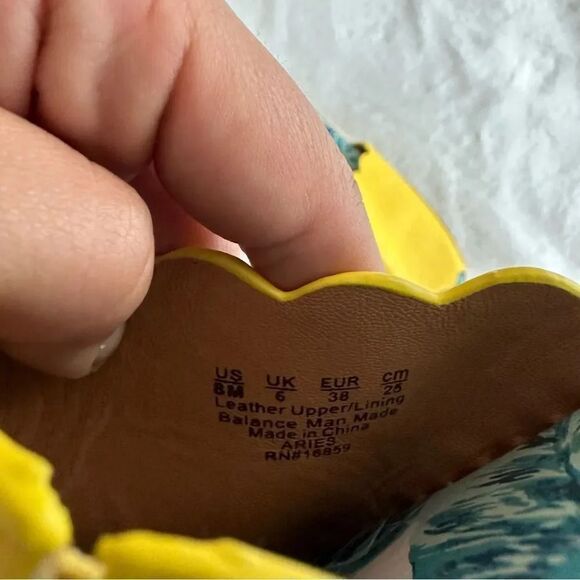 US UK EUR cm
8M 6 38 25
Leather Upper/Lining
Balance Man Made
Made in China
ARIES
RN#16859